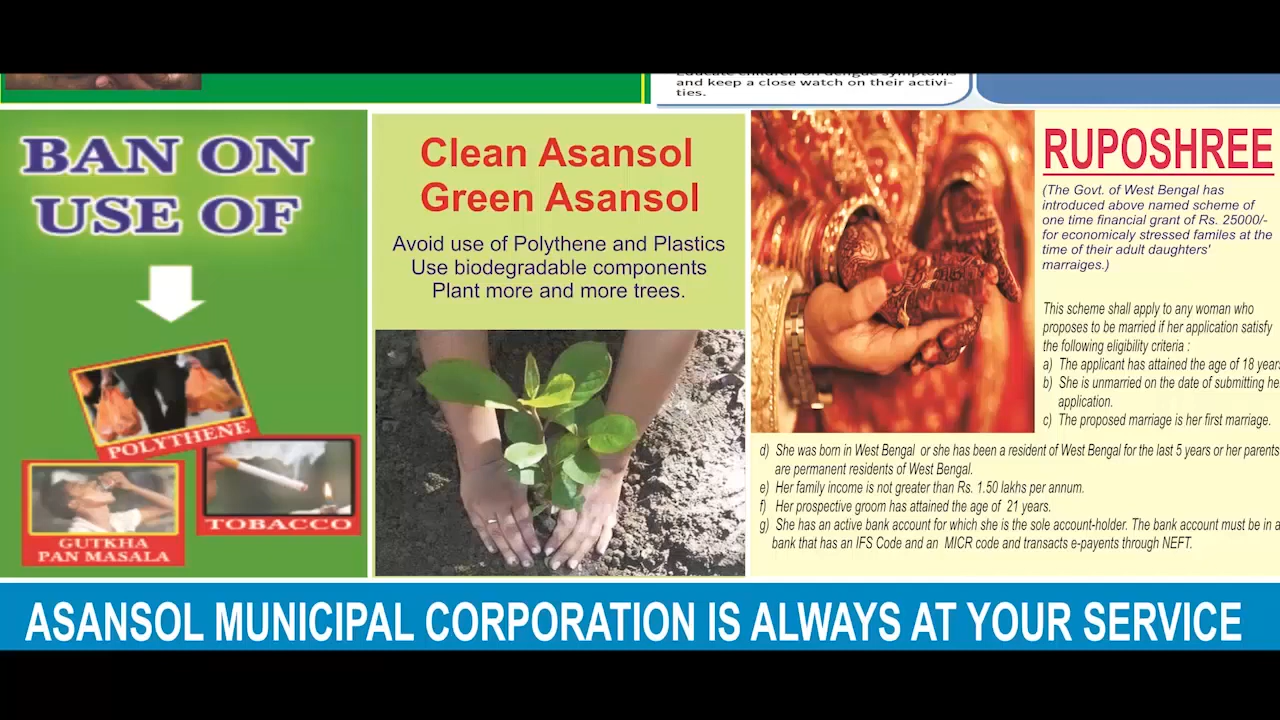 and keep a close watch on their activi-
ties.
BAN ON
USE OF
POLYTHENE
TOBACCO
GUTKHA
PAN MASALA
Clean Asansol
Green Asansol
Avoid use of Polythene and Plastics
Use biodegradable components
Plant more and more trees.
RUPOSHREE
(The Govt. of West Bengal has
introduced above named scheme of
one time financial grant of Rs. 25000/-
for economicaly stressed familes at the
time of their adult daughters'
marraiges.)
This scheme shall apply to any woman who
proposes to be married if her application satisfy
the following eligibility criteria :
a) The applicant has attained the age of 18 years
b) She is unmarried on the date of submitting he
application.
c) The proposed marriage is her first marriage.
d) She was born in West Bengal or she has been a resident of West Bengal for the last 5 years or her parents
are permanent residents of West Bengal.
e) Her family income is not greater than Rs. 1.50 lakhs per annum.
f) Her prospective groom has attained the age of 21 years.
g) She has an active bank account for which she is the sole account-holder. The bank account must be in a
bank that has an IFS Code and an MICR code and transacts e-payents through NEFT.
ASANSOL MUNICIPAL CORPORATION IS ALWAYS AT YOUR SERVICE